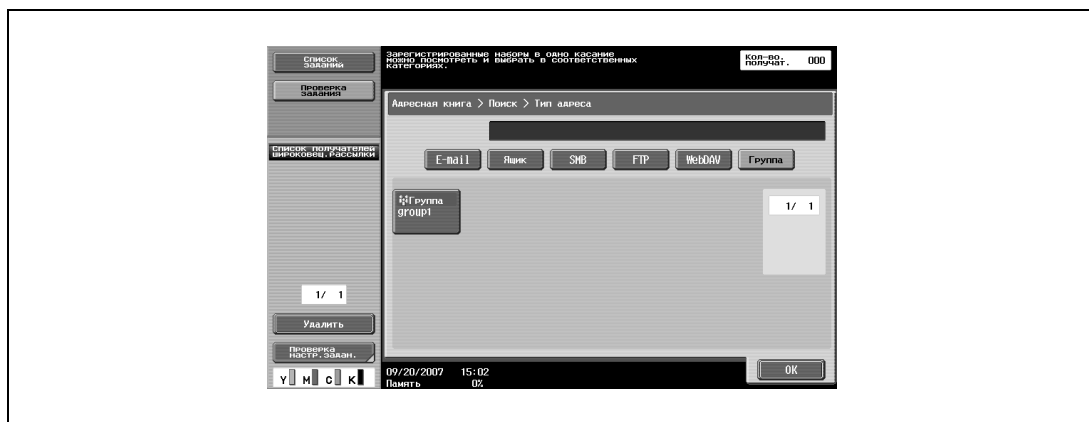 Список
заданий
Проверка
задания
Список получателей
широковещ.рассылки
1/ 1
Удалить
Проверка
настр.задан.
Y M C K
Зарегистрированные наборы в одно касание
можно посмотреть и выбрать в соответственных
категориях.
Кол-во.
получат. 000
Адресная книга > Поиск > Тип адреса
E-mail Ящик SMB FTP WebDAV Группа
Группа
group1
1/ 1
09/20/2007 15:02
Память 0%
OK